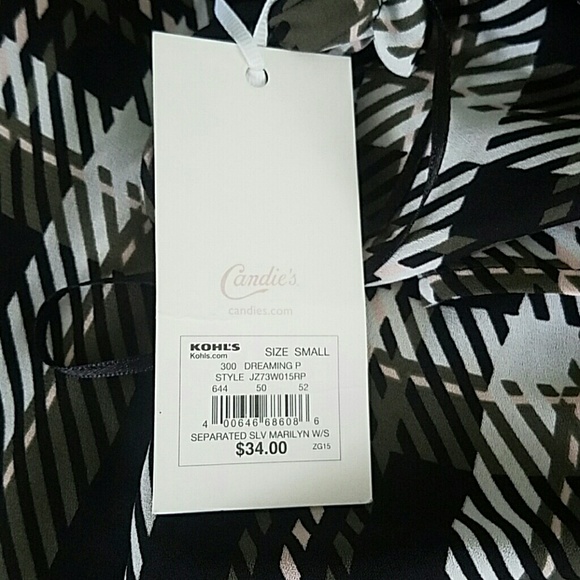 Candie's
candies.com
KOHL'S
Kohls.com
SIZE SMALL
300 DREAMING P
STYLE JZ73W015RP
644 50 52
4 00646 68608 6
SEPARATED SLV MARILYN W/S
$34.00
ZG15